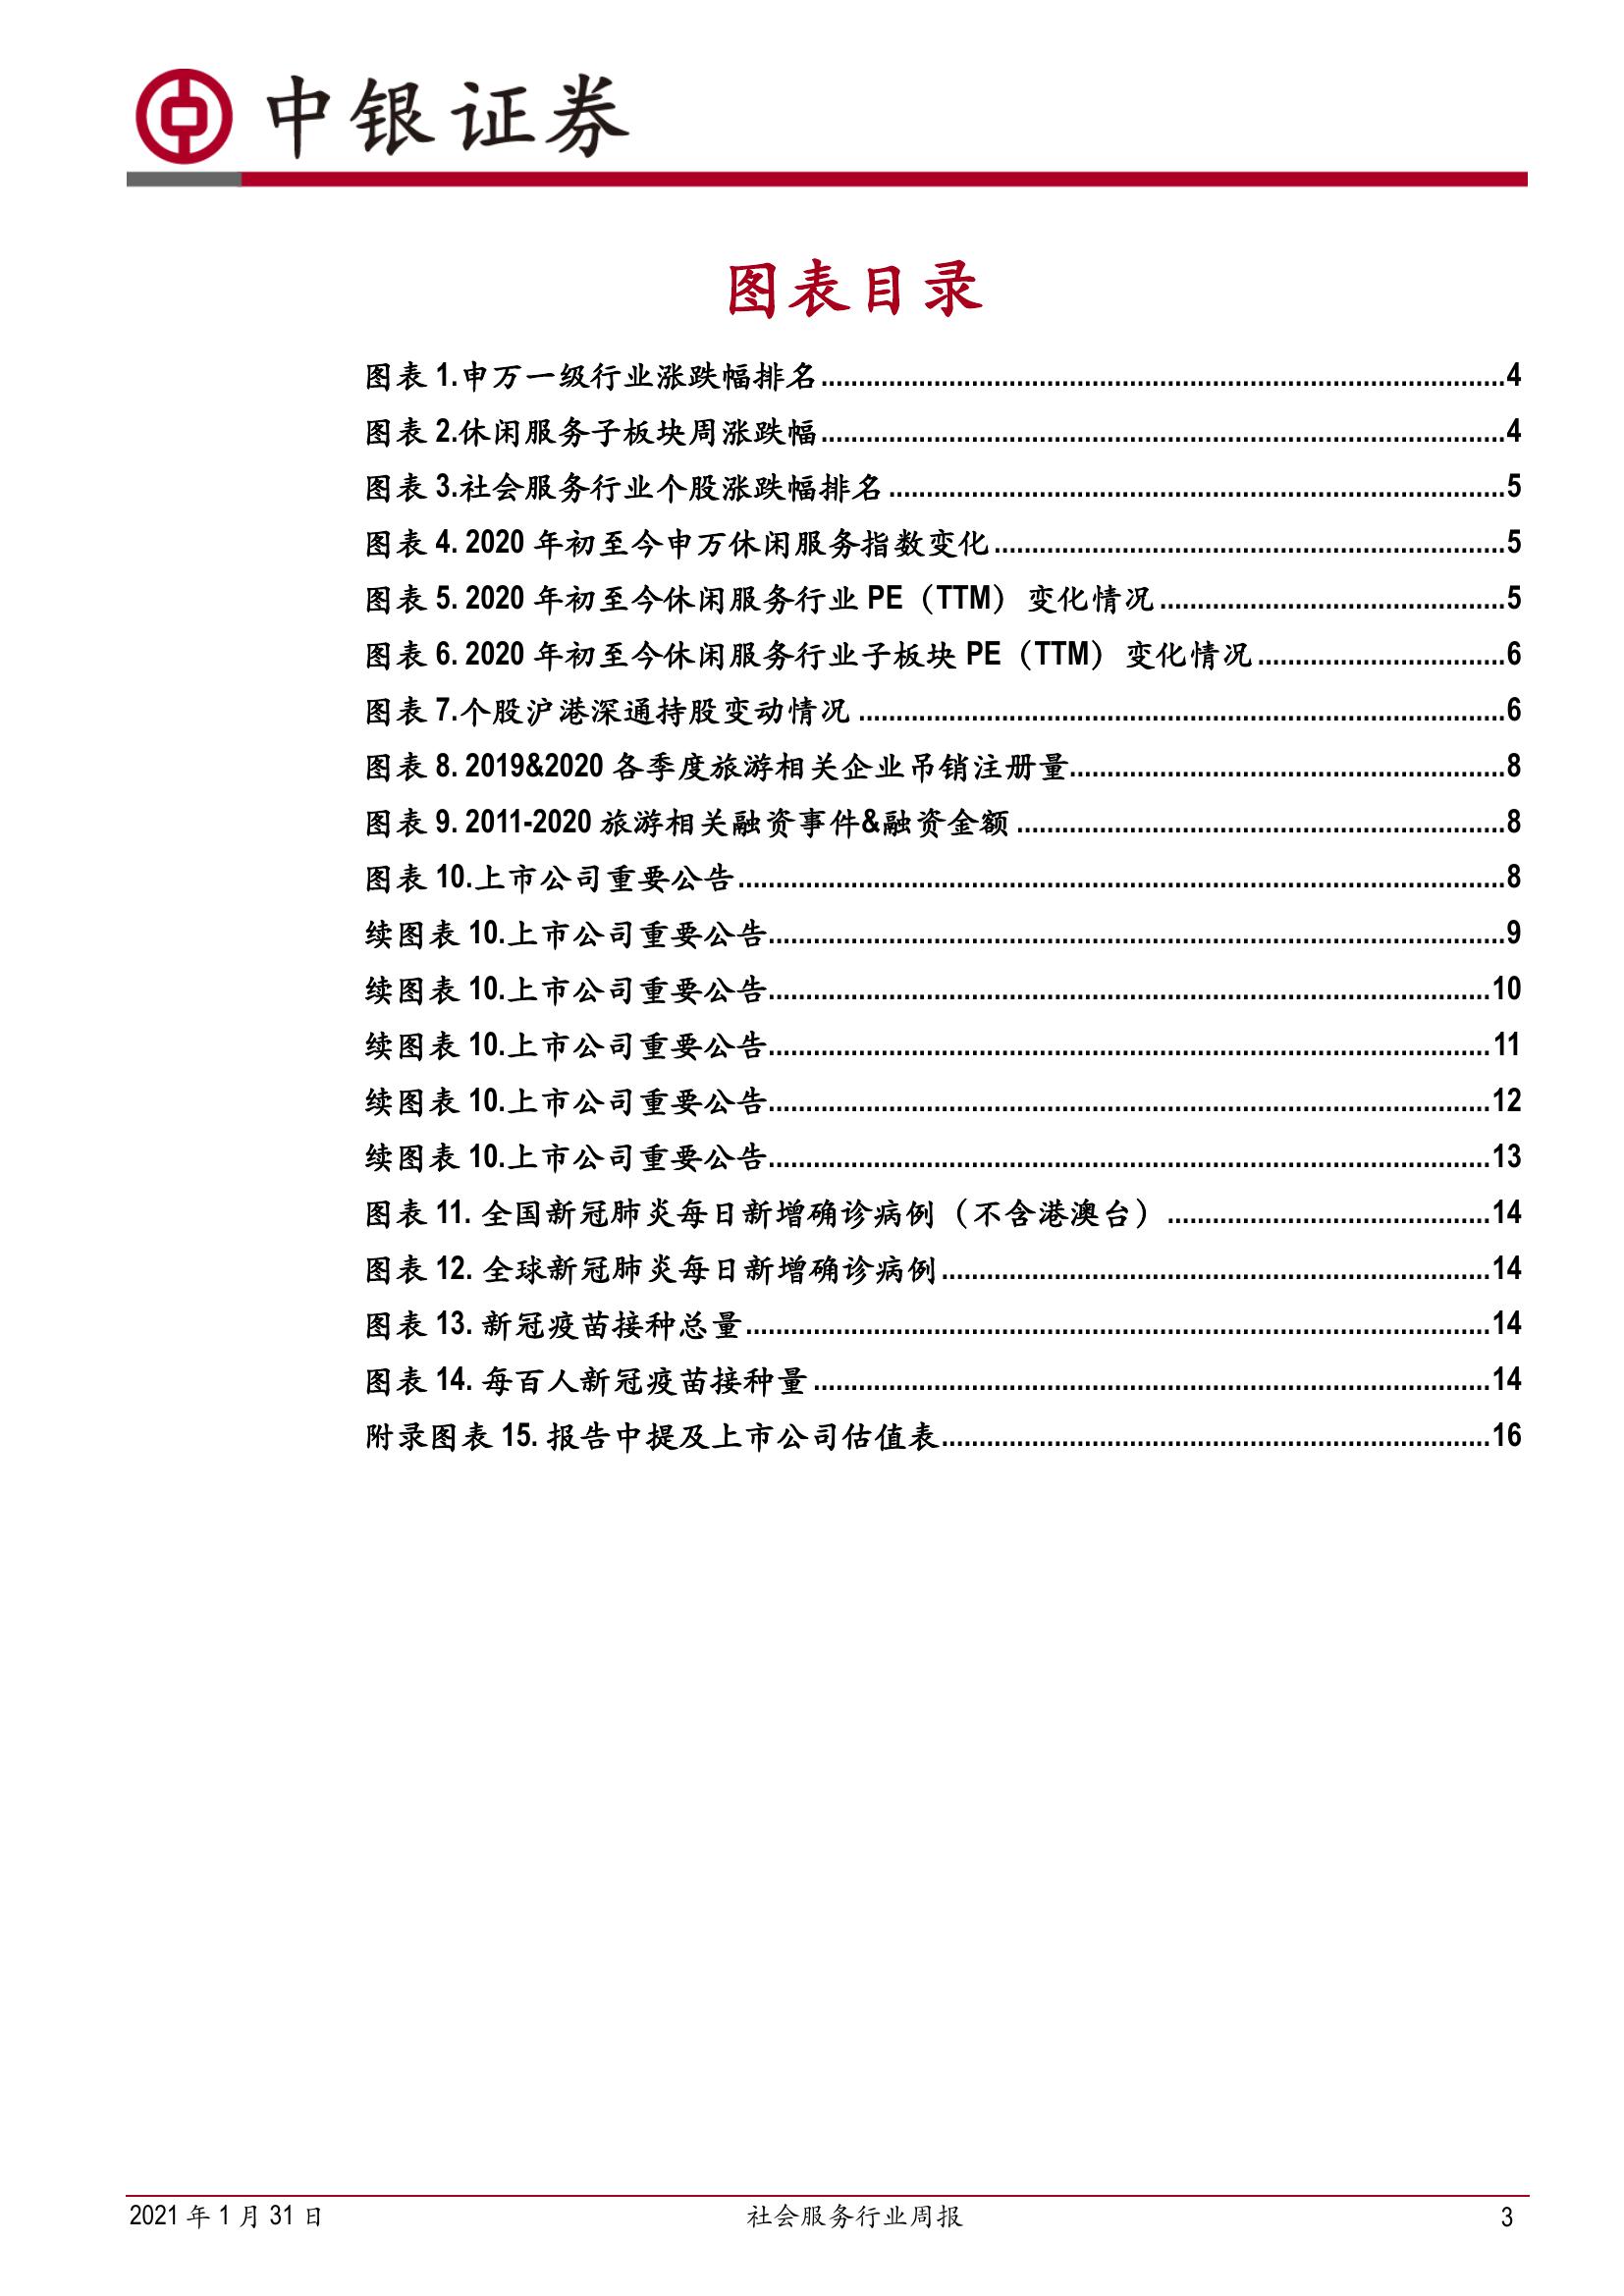 中银证券
图表目录
图表 1.申万一级行业涨跌幅排名........................................4
图表 2.休闲服务子板块周涨跌幅........................................4
图表 3.社会服务行业个股涨跌幅排名........................................5
图表 4. 2020 年初至今申万休闲服务指数变化........................................5
图表 5. 2020 年初至今休闲服务行业 PE（TTM）变化情况........................................5
图表 6. 2020 年初至今休闲服务行业子板块 PE（TTM）变化情况........................................6
图表 7.个股沪港深通持股变动情况........................................6
图表 8. 2019&2020 各季度旅游相关企业吊销注册量........................................8
图表 9. 2011-2020 旅游相关融资事件&融资金额........................................8
图表 10.上市公司重要公告........................................8
续图表 10.上市公司重要公告........................................9
续图表 10.上市公司重要公告........................................10
续图表 10.上市公司重要公告........................................11
续图表 10.上市公司重要公告........................................12
续图表 10.上市公司重要公告........................................13
图表 11. 全国新冠肺炎每日新增确诊病例（不含港澳台）........................................14
图表 12. 全球新冠肺炎每日新增确诊病例........................................14
图表 13. 新冠疫苗接种总量........................................14
图表 14. 每百人新冠疫苗接种量........................................14
附录图表 15. 报告中提及上市公司估值表........................................16
2021 年 1 月 31 日 社会服务行业周报 3